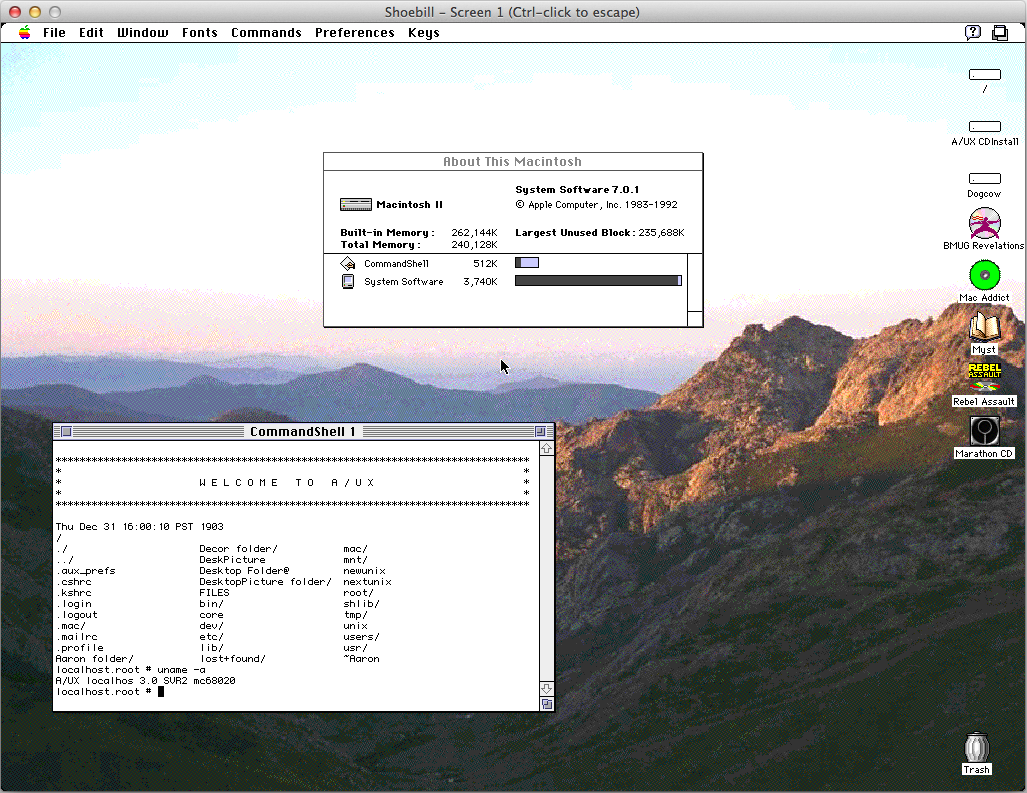 Shoebill - Screen 1 (Ctrl-click to escape)
File Edit Window Fonts Commands Preferences Keys
/
A/UX CDInstall
Dogcow
BMUG Revelations
Mac Addict
Myst
REBEL
ASSAULT
Rebel Assault
Marathon CD
Trash
About This Macintosh
System Software 7.0.1
Macintosh II
© Apple Computer, Inc. 1983-1992
Built-in Memory: 262,144K Largest Unused Block: 235,688K
Total Memory: 240,128K
CommandShell 512K
System Software 3,740K
CommandShell 1
*******************************************************************************
* *
* W E L C O M E T O A / U X *
* *
*******************************************************************************
Thu Dec 31 16:00:10 PST 1903
/
./ Decor folder/ mac/
../ DeskPicture mnt/
.aux_prefs Desktop Folder@ newunix
.cshrc DesktopPicture folder/ nextunix
.kshrc FILES root/
.login bin/ shlib/
.logout core tmp/
.mac/ dev/ unix
.mailrc etc/ users/
.profile lib/ usr/
Aaron folder/ lost+found/ ~Aaron
localhost.root # uname -a
A/UX localhos 3.0 SVR2 mc68020
localhost.root #